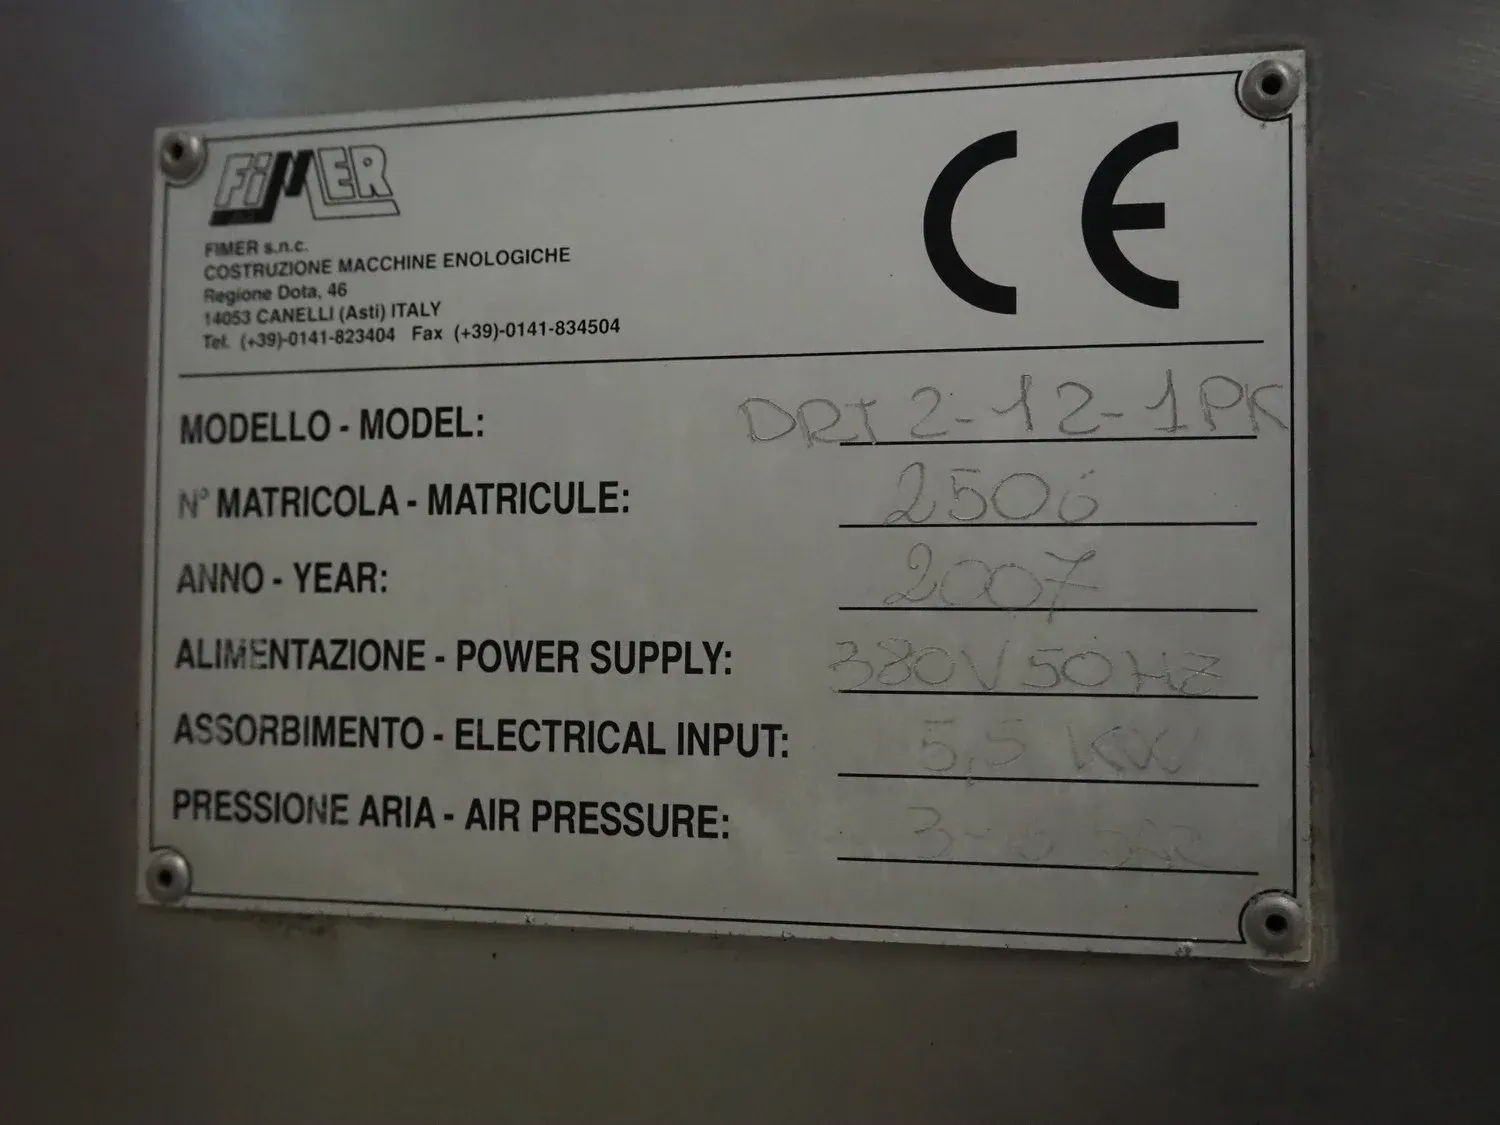 FIMER
FIMER s.n.c.
COSTRUZIONE MACCHINE ENOLOGICHE
Regione Dota, 46
14053 CANELLI (Asti) ITALY
Tel. (+39)-0141-823404 Fax (+39)-0141-834504
CE
MODELLO - MODEL: DRT 2-12-1PK
N° MATRICOLA - MATRICULE: 2506
ANNO - YEAR: 2007
ALIMENTAZIONE - POWER SUPPLY: 380V 50HZ
ASSORBIMENTO - ELECTRICAL INPUT: 5,5 KW
PRESSIONE ARIA - AIR PRESSURE: